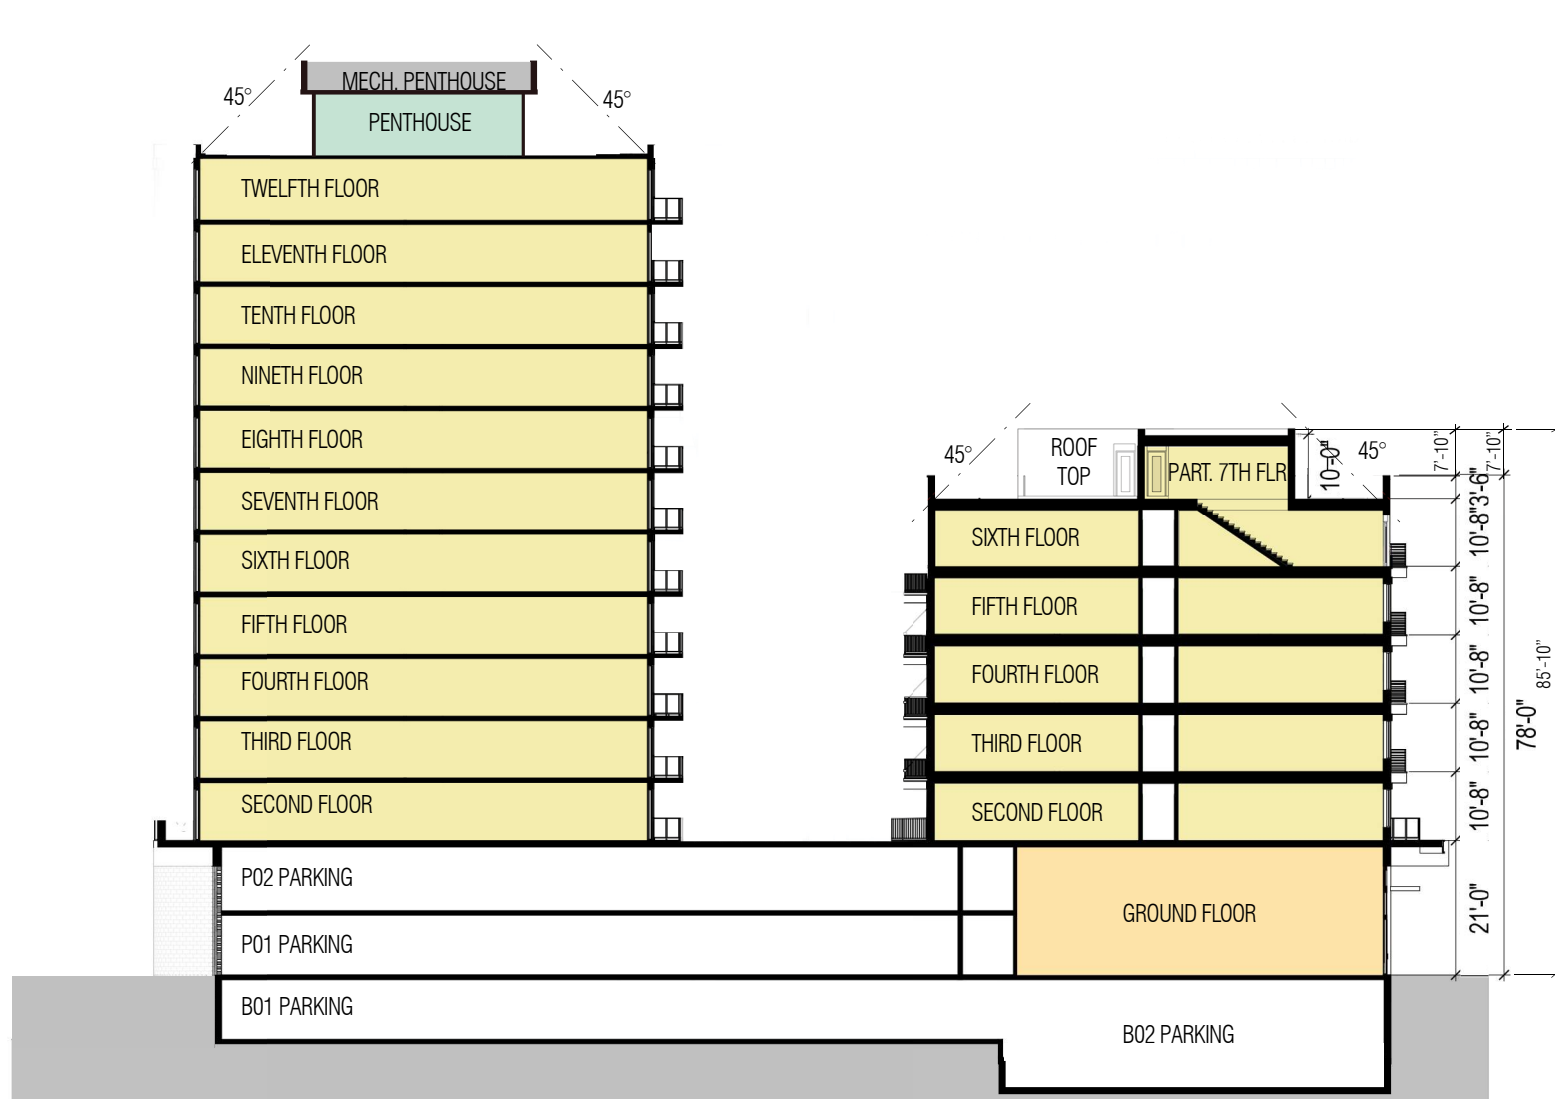 MECH. PENTHOUSE
45°
45°
PENTHOUSE
TWELFTH FLOOR
ELEVENTH FLOOR
TENTH FLOOR
NINETH FLOOR
EIGHTH FLOOR
SEVENTH FLOOR
SIXTH FLOOR
FIFTH FLOOR
FOURTH FLOOR
THIRD FLOOR
SECOND FLOOR
P02 PARKING
P01 PARKING
B01 PARKING
45°
ROOF
TOP
PART. 7TH FLR
10'-0"
45°
SIXTH FLOOR
FIFTH FLOOR
FOURTH FLOOR
THIRD FLOOR
SECOND FLOOR
GROUND FLOOR
B02 PARKING
7'-10"
7'-10"
3'-6"
10'-8"
10'-8"
10'-8"
10'-8"
10'-8"
21'-0"
78'-0"
85'-10"